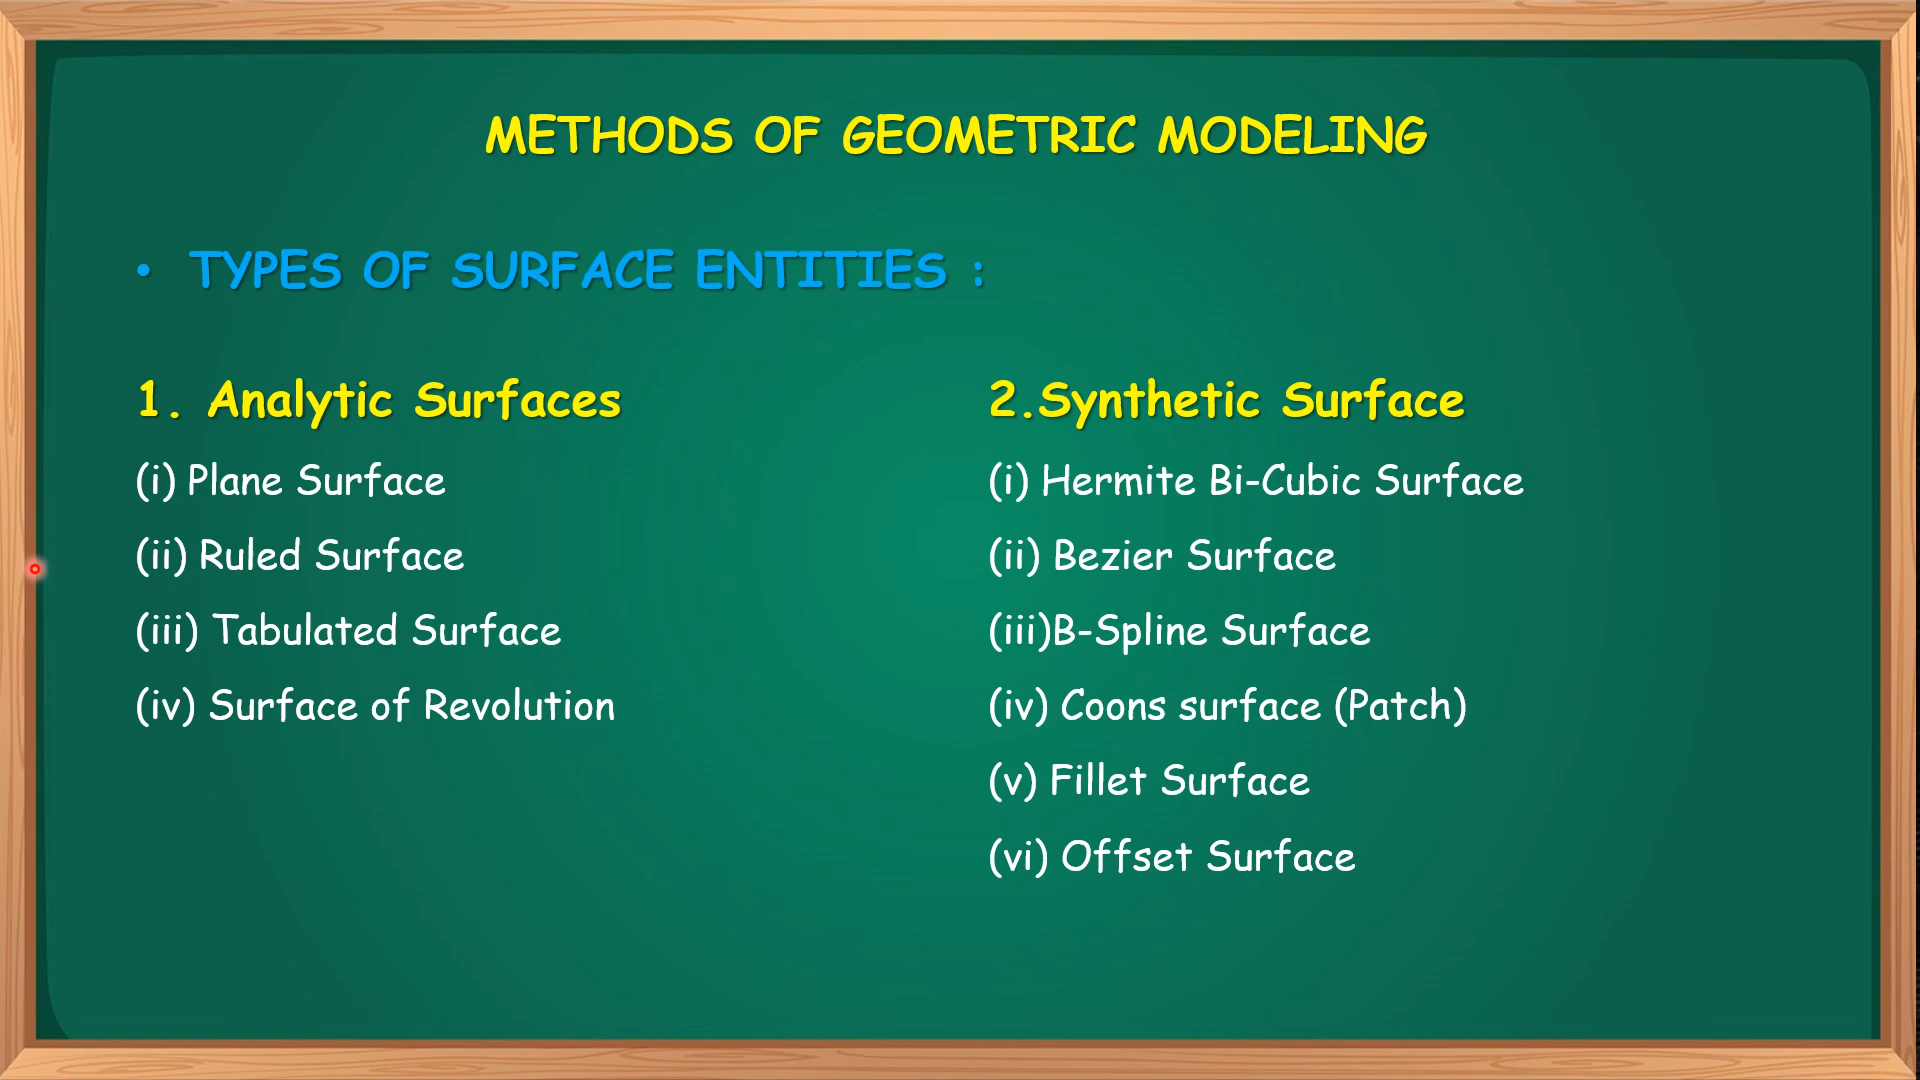 METHODS OF GEOMETRIC MODELING
• TYPES OF SURFACE ENTITIES :
1. Analytic Surfaces
(i) Plane Surface
(ii) Ruled Surface
(iii) Tabulated Surface
(iv) Surface of Revolution
2.Synthetic Surface
(i) Hermite Bi-Cubic Surface
(ii) Bezier Surface
(iii)B-Spline Surface
(iv) Coons surface (Patch)
(v) Fillet Surface
(vi) Offset Surface